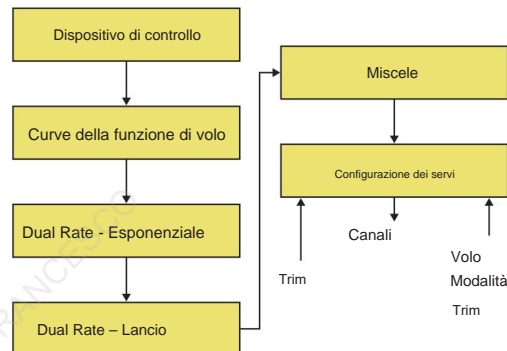 Dispositivo di controllo
Curve della funzione di volo
Dual Rate - Esponenziale
Dual Rate – Lancio
Miscele
Configurazione dei servi
Trim
Canali
Volo
Modalità
Trim